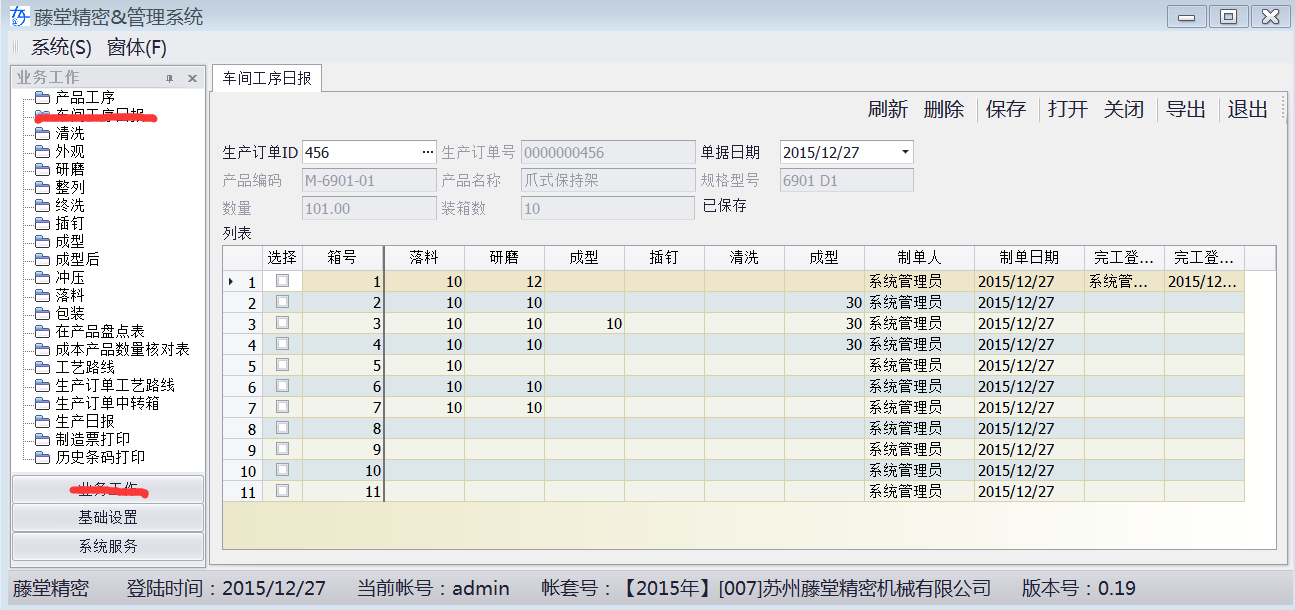 藤堂精密&管理系统
系统(S) 窗体(F)
业务工作
产品工序
车间工序日报
清洗
外观
研磨
整列
终洗
插钉
成型
成型后
冲压
落料
包装
在产品盘点表
成本产品数量核对表
工艺路线
生产订单工艺路线
生产订单中转箱
生产日报
制造票打印
历史条码打印
业务工作
基础设置
系统服务
车间工序日报
刷新 删除 保存 打开 关闭 导出 退出
生产订单ID 456 ... 生产订单号 0000000456 单据日期 2015/12/27
产品编码 M-6901-01 产品名称 爪式保持架 规格型号 6901 D1
数量 101.00 装箱数 10 已保存
列表
选择 箱号 落料 研磨 成型 插钉 清洗 成型 制单人 制单日期 完工登... 完工登...
1 1 10 12 系统管理员 2015/12/27 系统管... 2015/12...
2 2 10 10 30 系统管理员 2015/12/27
3 3 10 10 10 30 系统管理员 2015/12/27
4 4 10 10 30 系统管理员 2015/12/27
5 5 10 系统管理员 2015/12/27
6 6 10 10 系统管理员 2015/12/27
7 7 10 10 系统管理员 2015/12/27
8 8 系统管理员 2015/12/27
9 9 系统管理员 2015/12/27
10 10 系统管理员 2015/12/27
11 11 系统管理员 2015/12/27
藤堂精密 登陆时间：2015/12/27 当前帐号：admin 帐套号：【2015年】[007]苏州藤堂精密机械有限公司 版本号：0.19